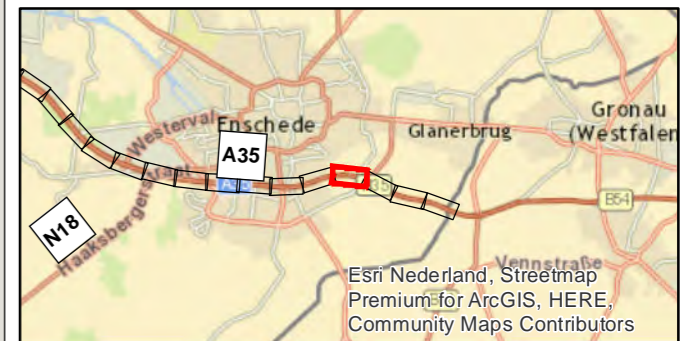 Westerval
Enschede
Gronau
(Westfalen
Glanerbrug
A35
N18
Haaksbergerstraat
B54
Vennstraße
Esri Nederland, Streetmap
Premium for ArcGIS, HERE,
Community Maps Contributors